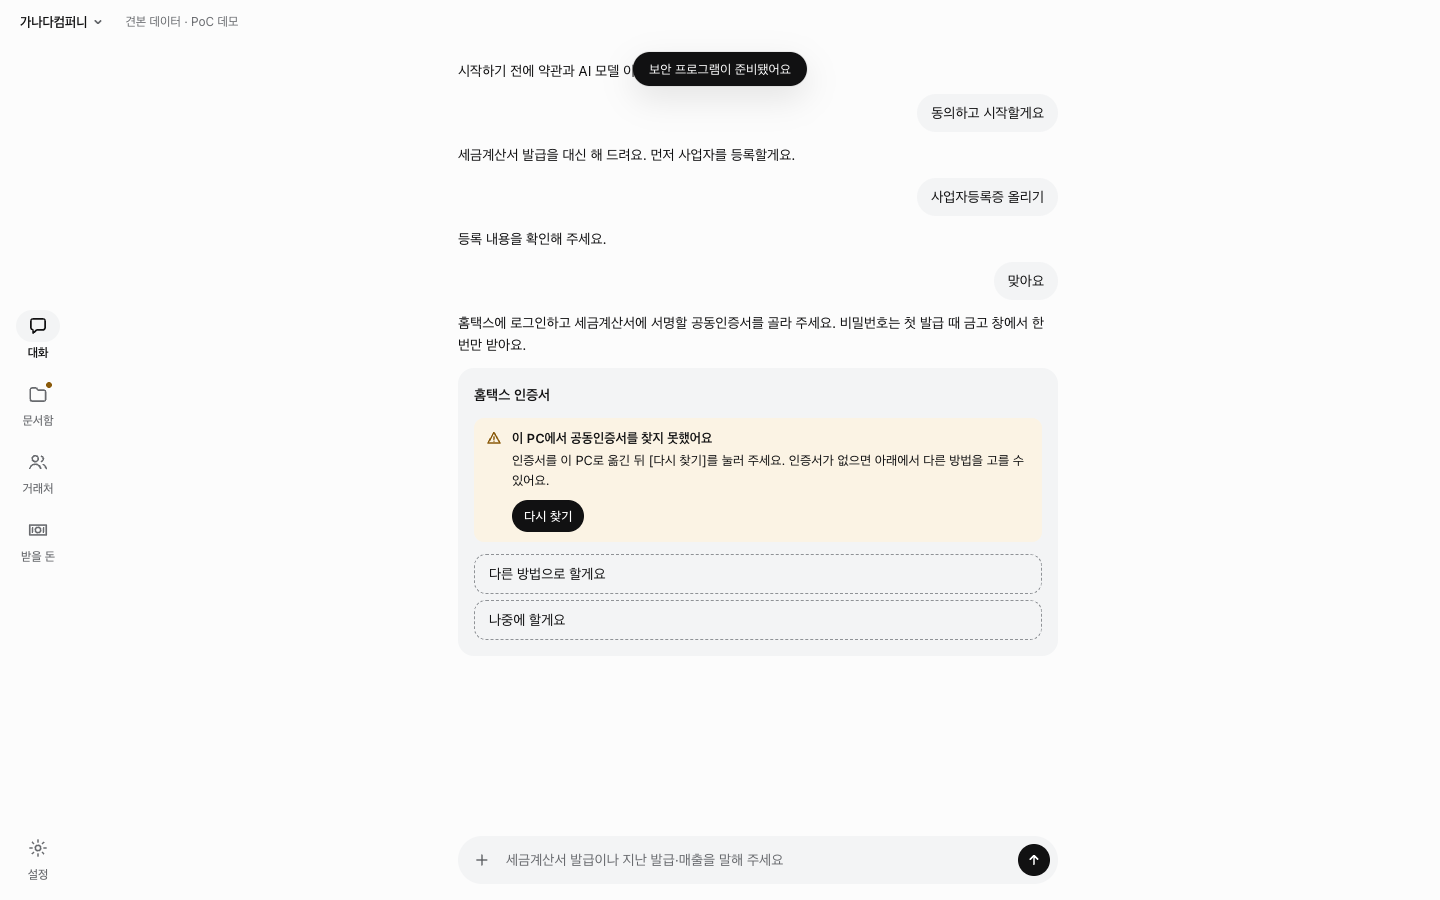 가나다컴퍼니
견본 데이터 · PoC 데모
시작하기 전에 약관과 AI 모델
보안 프로그램이 준비됐어요
동의하고 시작할게요
세금계산서 발급을 대신 해 드려요. 먼저 사업자를 등록할게요.
사업자등록증 올리기
등록 내용을 확인해 주세요.
맞아요
홈택스에 로그인하고 세금계산서에 서명할 공동인증서를 골라 주세요. 비밀번호는 첫 발급 때 금고 창에서 한
번만 받아요.
홈택스 인증서
이 PC에서 공동인증서를 찾지 못했어요
인증서를 이 PC로 옮긴 뒤 [다시 찾기]를 눌러 주세요. 인증서가 없으면 아래에서 다른 방법을 고를 수
있어요.
다시 찾기
다른 방법으로 할게요
나중에 할게요
대화
문서함
거래처
받을 돈
설정
세금계산서 발급이나 지난 발급·매출을 말해 주세요